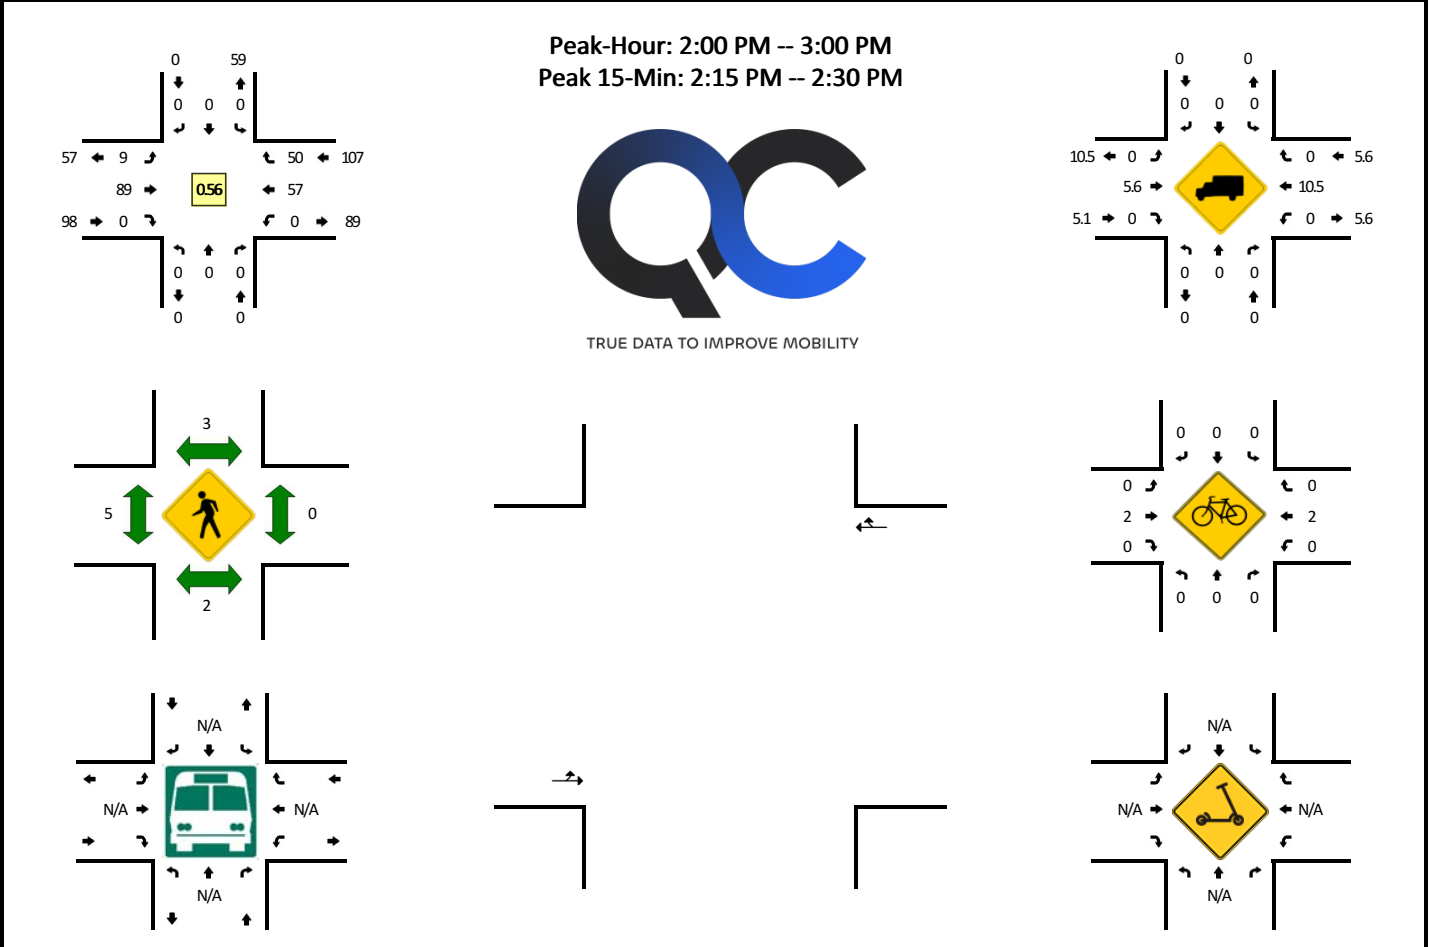 Peak-Hour: 2:00 PM -- 3:00 PM
Peak 15-Min: 2:15 PM -- 2:30 PM
0 59
0 0 0
57 9 50 107
89 0.56 57
98 0 0 89
0 0 0
0 0
QC
TRUE DATA TO IMPROVE MOBILITY
0 0
0 0 0
10.5 0 0 5.6
5.6 10.5
5.1 0 0 5.6
0 0 0
0 0
3
5 0
2
0 0 0
0 0
2 2
0 0
0 0 0
N/A
N/A N/A
N/A
N/A
N/A N/A
N/A